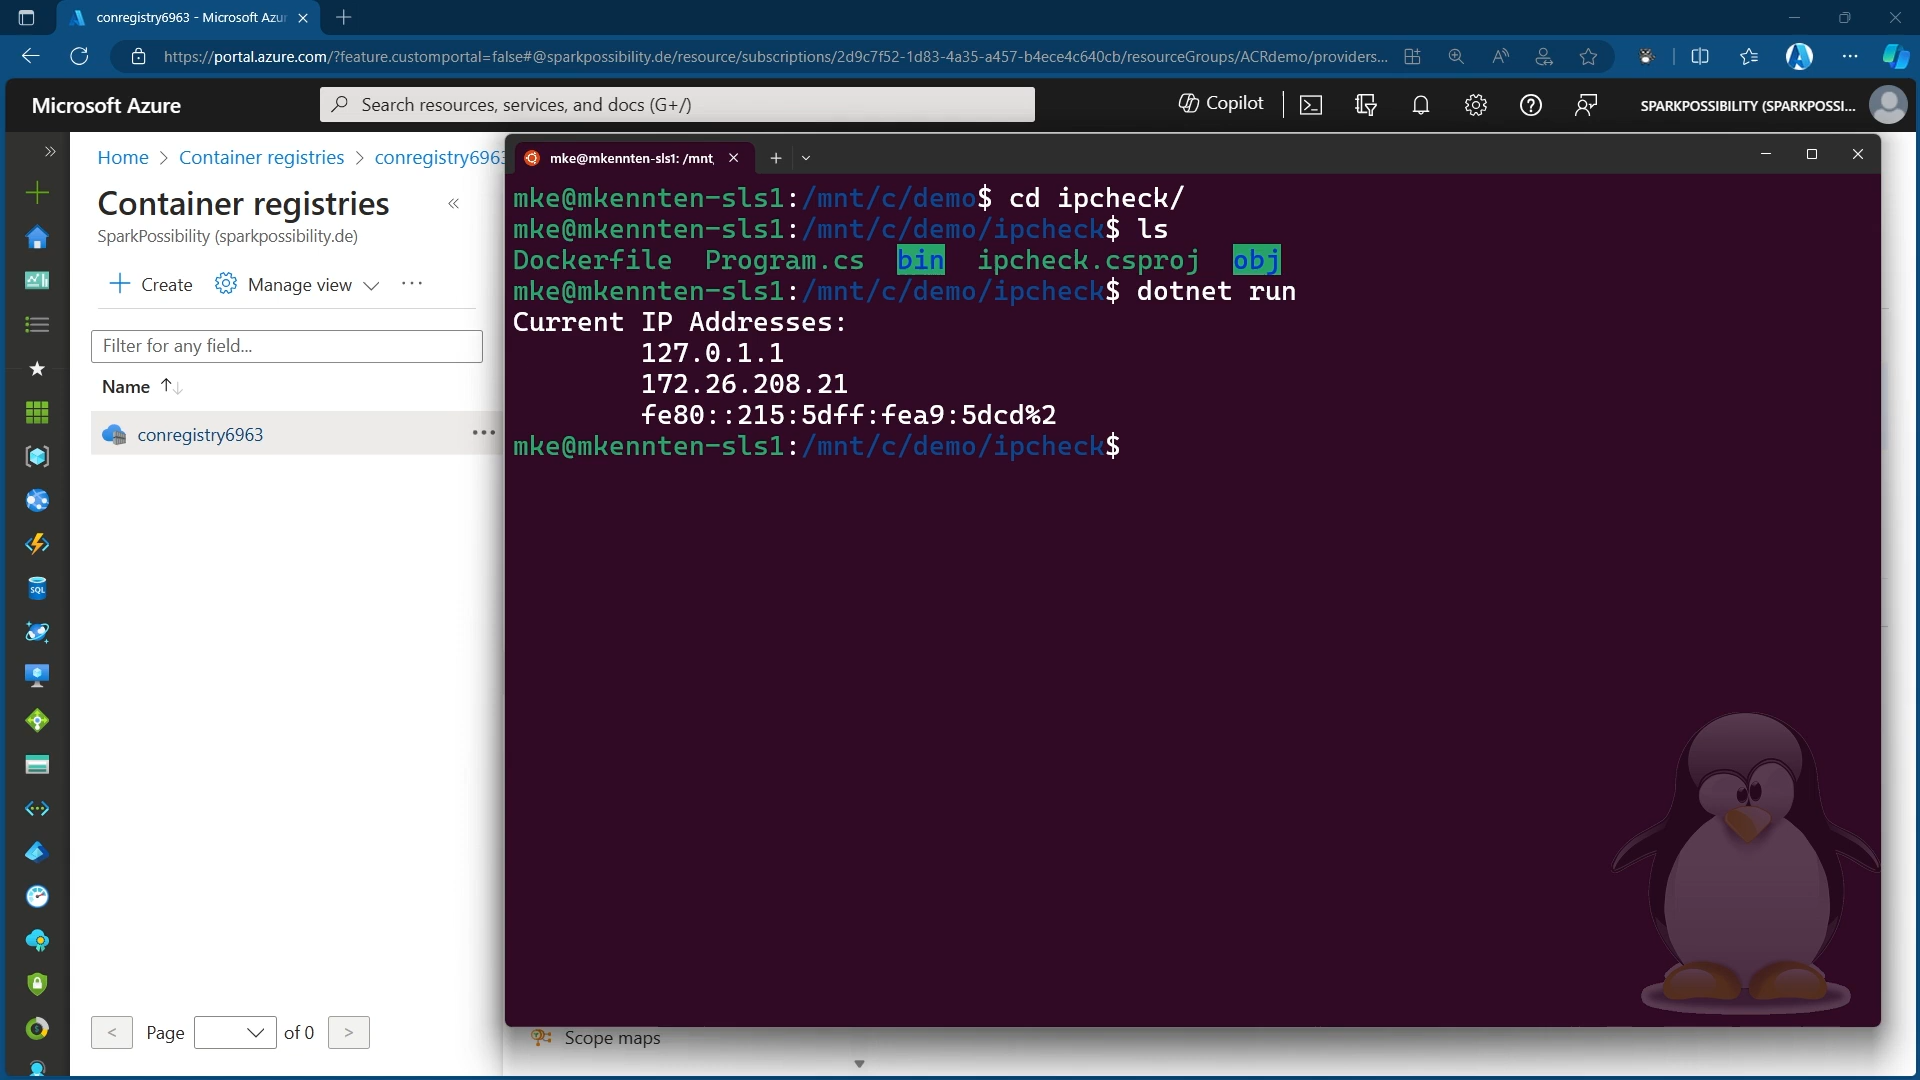 conregistry6963 - Microsoft Azu
https://portal.azure.com/?feature.customportal=false#@sparkpossibility.de/resource/subscriptions/2d9c7f52-1d83-4a35-a457-b4ece4c640cb/resourceGroups/ACRdemo/providers...
Microsoft Azure
Search resources, services, and docs (G+/)
Copilot
SPARKPOSSIBILITY (SPARKPOSSI...
Home > Container registries > conregistry6963
Container registries
SparkPossibility (sparkpossibility.de)
Create
Manage view
Filter for any field...
Name
conregistry6963
SQL
< Page of 0 >
mke@mkennten-sls1: /mnt
mke@mkennten-sls1:/mnt/c/demo$ cd ipcheck/
mke@mkennten-sls1:/mnt/c/demo/ipcheck$ ls
Dockerfile Program.cs bin ipcheck.csproj obj
mke@mkennten-sls1:/mnt/c/demo/ipcheck$ dotnet run
Current IP Addresses:
127.0.1.1
172.26.208.21
fe80::215:5dff:fea9:5dcd%2
mke@mkennten-sls1:/mnt/c/demo/ipcheck$
Scope maps